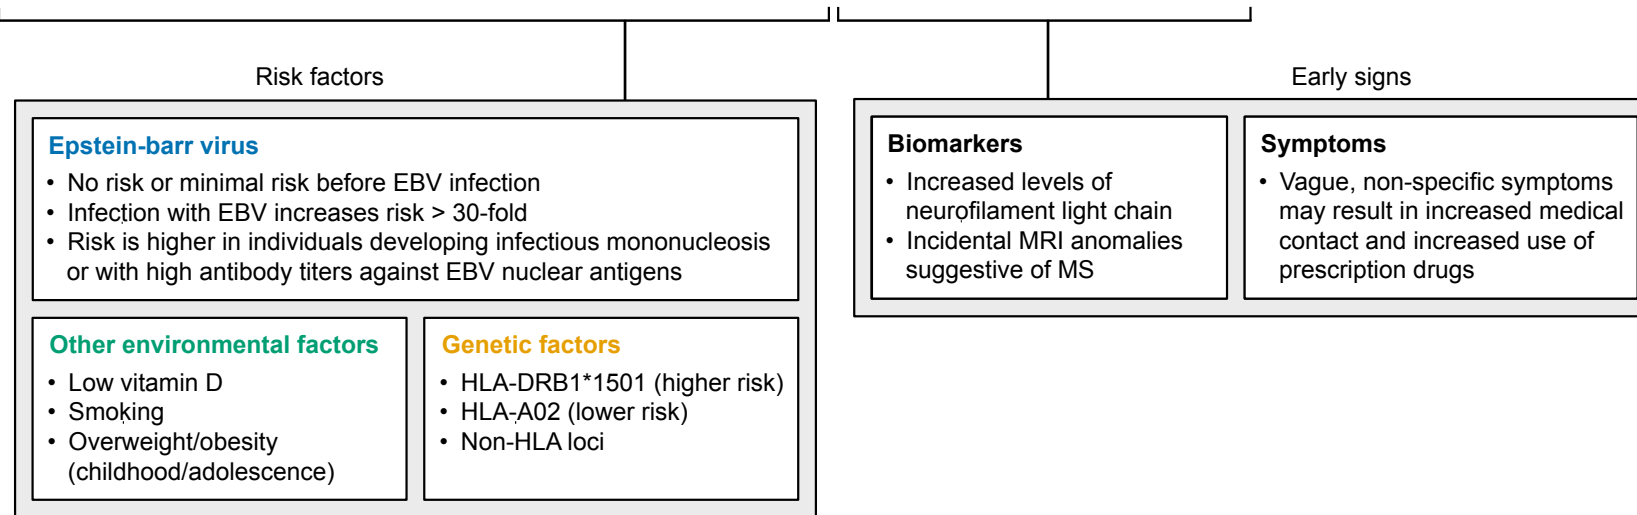 Risk factors
Epstein-barr virus
• No risk or minimal risk before EBV infection
• Infection with EBV increases risk > 30-fold
• Risk is higher in individuals developing infectious mononucleosis
or with high antibody titers against EBV nuclear antigens
Other environmental factors
• Low vitamin D
• Smoking
• Overweight/obesity
(childhood/adolescence)
Genetic factors
• HLA-DRB1*1501 (higher risk)
• HLA-A02 (lower risk)
• Non-HLA loci
Early signs
Biomarkers
• Increased levels of
neurofilament light chain
• Incidental MRI anomalies
suggestive of MS
Symptoms
• Vague, non-specific symptoms
may result in increased medical
contact and increased use of
prescription drugs